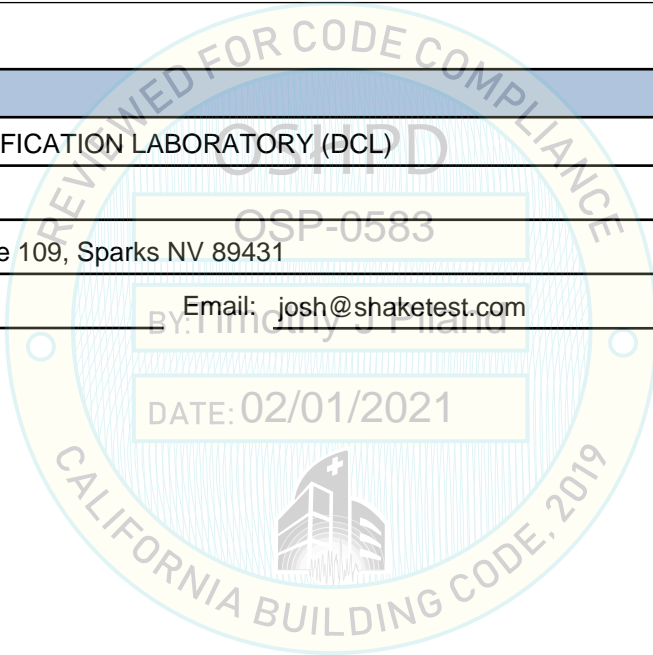 REVIEWED FOR CODE COMPLIANCE
FICATION LABORATORY (DCL)
OSHPD
OSP-0583
e 109, Sparks NV 89431
Email: josh@shaketest.com
BY: Timothy J Piland
DATE: 02/01/2021
CALIFORNIA BUILDING CODE, 2019